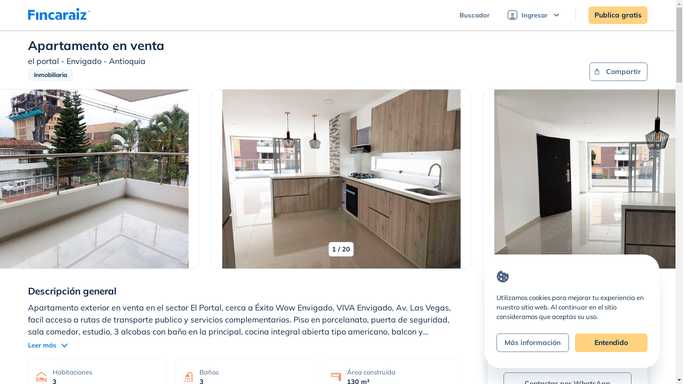 Fincaraiz
Buscador
Ingresar
Publica gratis
Apartamento en venta
el portal - Envigado - Antioquia
Inmobiliaria
Compartir
1 / 20
Descripción general
Apartamento exterior en venta en el sector El Portal, cerca a Éxito Wow Envigado, VIVA Envigado, Av. Las Vegas,
facil acceso a rutas de transporte publico y servicios complementarios. Piso en porcelanato, puerta de seguridad,
sala comedor, estudio, 3 alcobas con baño en la principal, cocina integral abierta tipo americano, balcon y...
Leer más
Habitaciones
3
Baños
3
Área construida
130 m²
Utilizamos cookies para mejorar tu experiencia en
nuestro sitio web. Al continuar en el sitio
consideramos que aceptas su uso.
Más información
Entendido
Contactar por WhatsApp